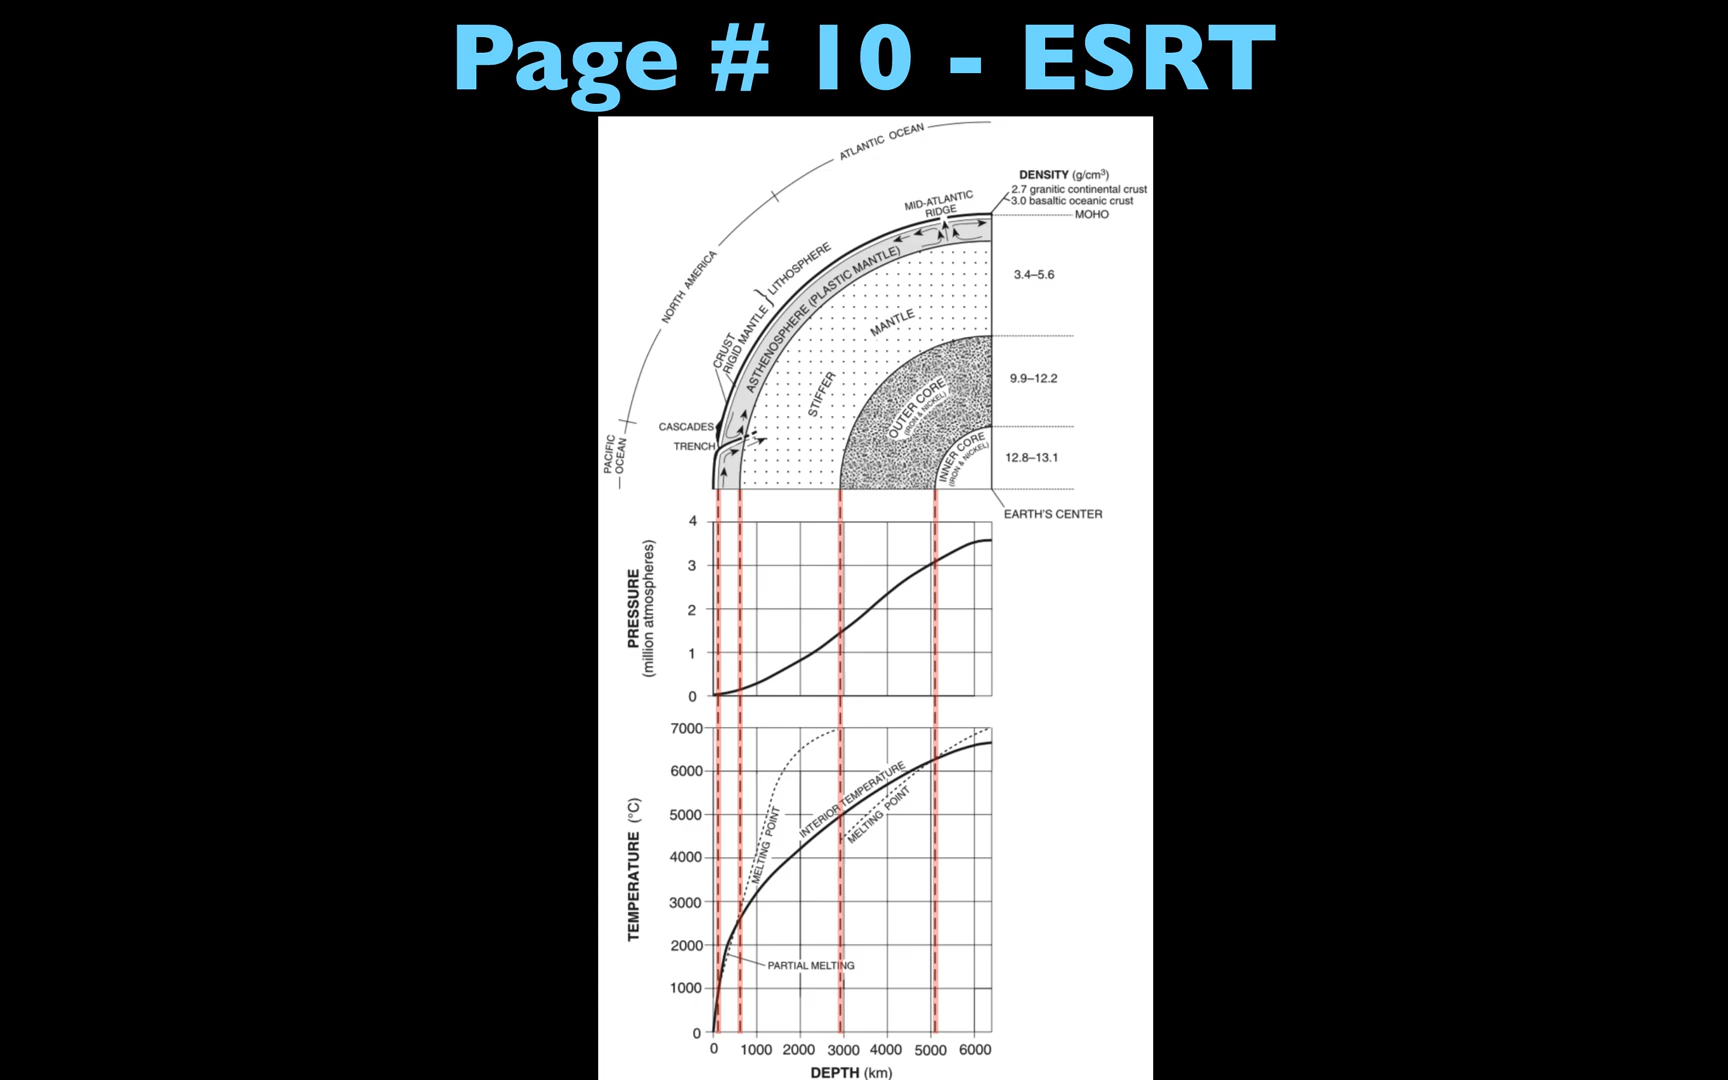 Page # 10 - ESRT
ATLANTIC OCEAN
NORTH AMERICA
PACIFIC
OCEAN
DENSITY (g/cm³)
2.7 granitic continental crust
3.0 basaltic oceanic crust
MOHO
MID-ATLANTIC
RIDGE
LITHOSPHERE
CRUST
RIGID MANTLE
ASTHENOSPHERE (PLASTIC MANTLE)
STIFFER MANTLE
3.4–5.6
OUTER CORE
(IRON & NICKEL)
9.9–12.2
INNER CORE
(IRON & NICKEL)
12.8–13.1
CASCADES
TRENCH
EARTH'S CENTER
PRESSURE
(million atmospheres)
4
3
2
1
0
TEMPERATURE (°C)
7000
6000
5000
4000
3000
2000
1000
0
MELTING POINT
INTERIOR TEMPERATURE
MELTING POINT
PARTIAL MELTING
0 1000 2000 3000 4000 5000 6000
DEPTH (km)